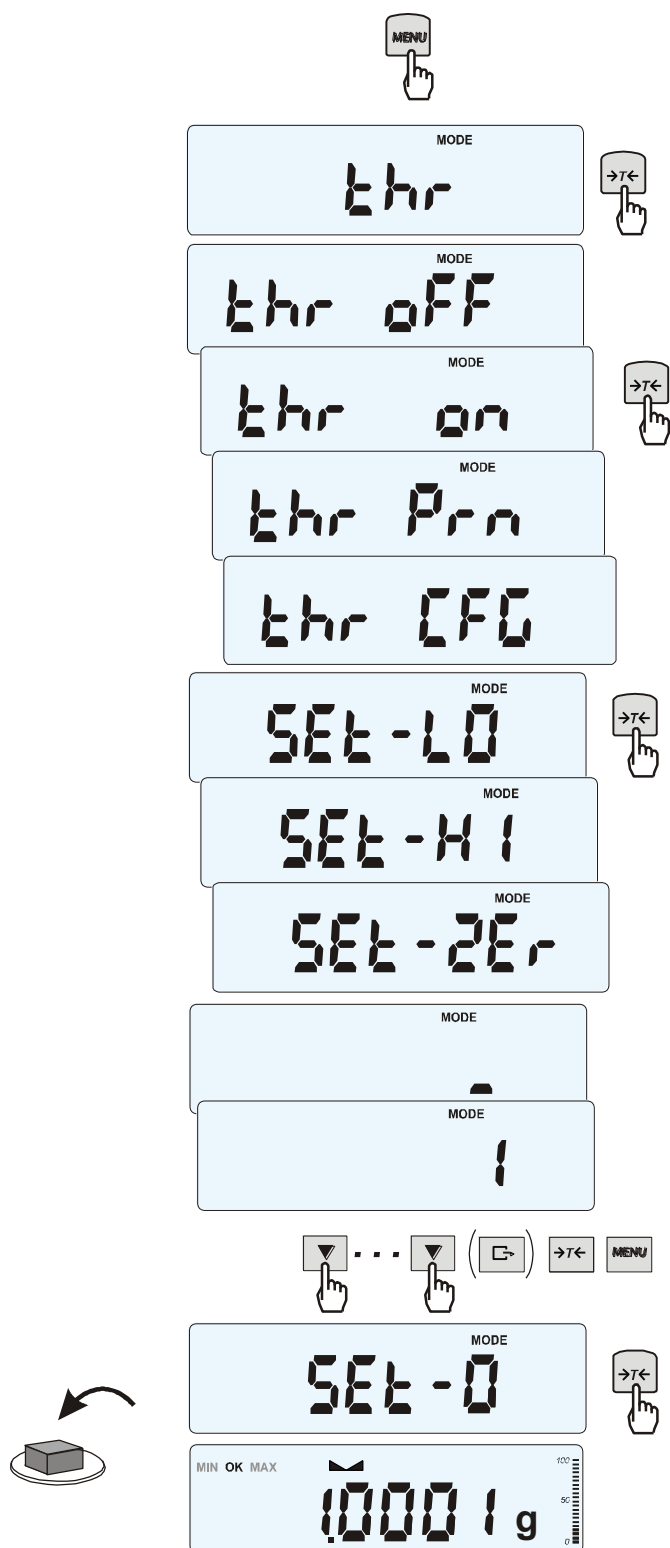 MENU
MODE
thr
→T←
MODE
thr oFF
MODE
thr on
→T←
MODE
thr Prn
thr CFG
MODE
SEt-LO
→T←
MODE
SEt-HI
MODE
SEt-2Er
MODE
-
MODE
1
... ( ) →T← MENU
MODE
SEt-0
→T←
MIN OK MAX
100
50
0
1.0001 g